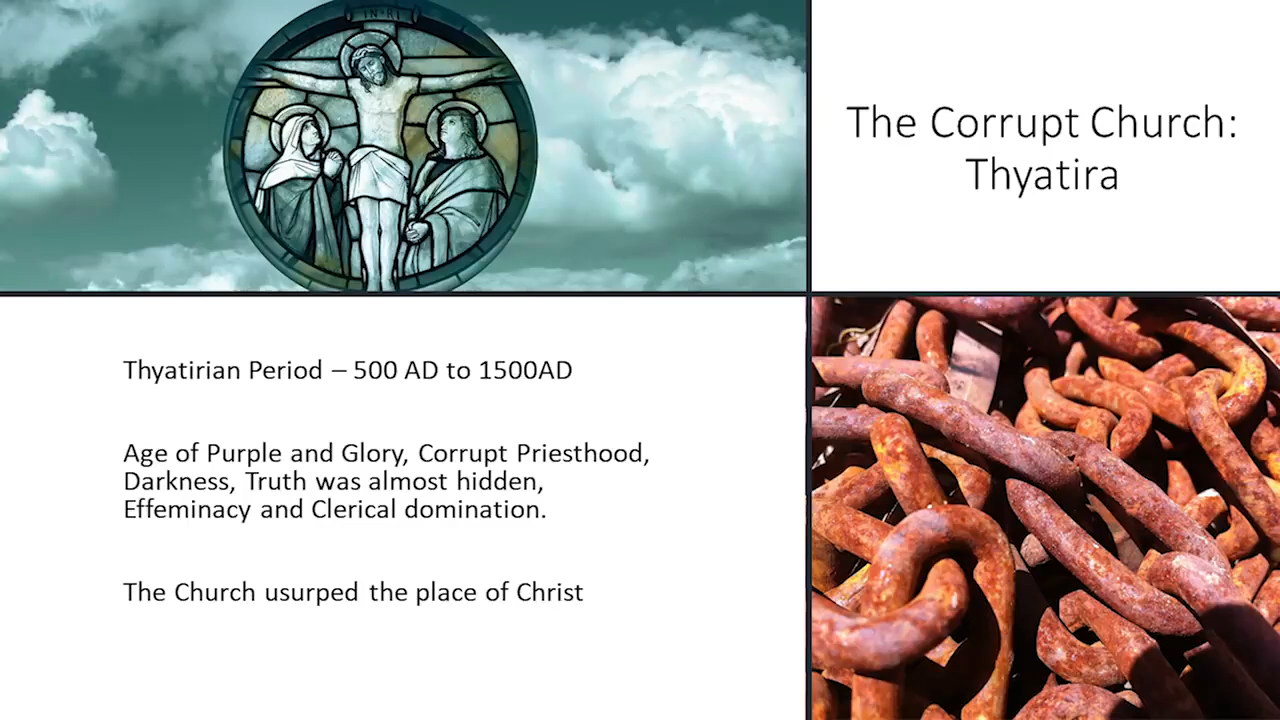 INRI
The Corrupt Church:
Thyatira
Thyatirian Period – 500 AD to 1500AD
Age of Purple and Glory, Corrupt Priesthood,
Darkness, Truth was almost hidden,
Effeminacy and Clerical domination.
The Church usurped the place of Christ